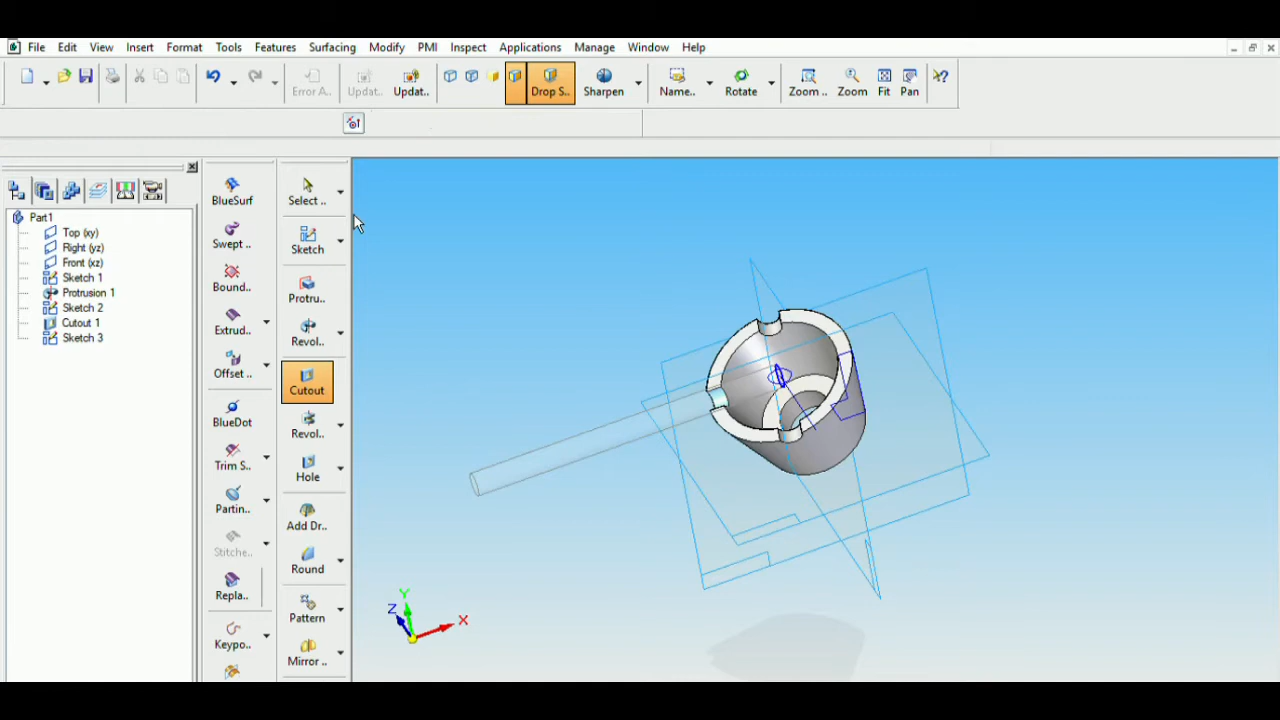 File Edit View Insert Format Tools Features Surfacing Modify PMI Inspect Applications Manage Window Help
Error A.. Updat.. Updat.. Drop S.. Sharpen Name.. Rotate Zoom .. Zoom Fit Pan
Part1
Top (xy)
Right (yz)
Front (xz)
Sketch 1
Protrusion 1
Sketch 2
Cutout 1
Sketch 3
BlueSurf
Swept ..
Bound..
Extrud..
Offset ..
BlueDot
Trim S..
Partin..
Stitche..
Repla..
Keypo..
Select ..
Sketch
Protru..
Revol..
Cutout
Revol..
Hole
Add Dr..
Round
Pattern
Mirror ..
Y
Z
X